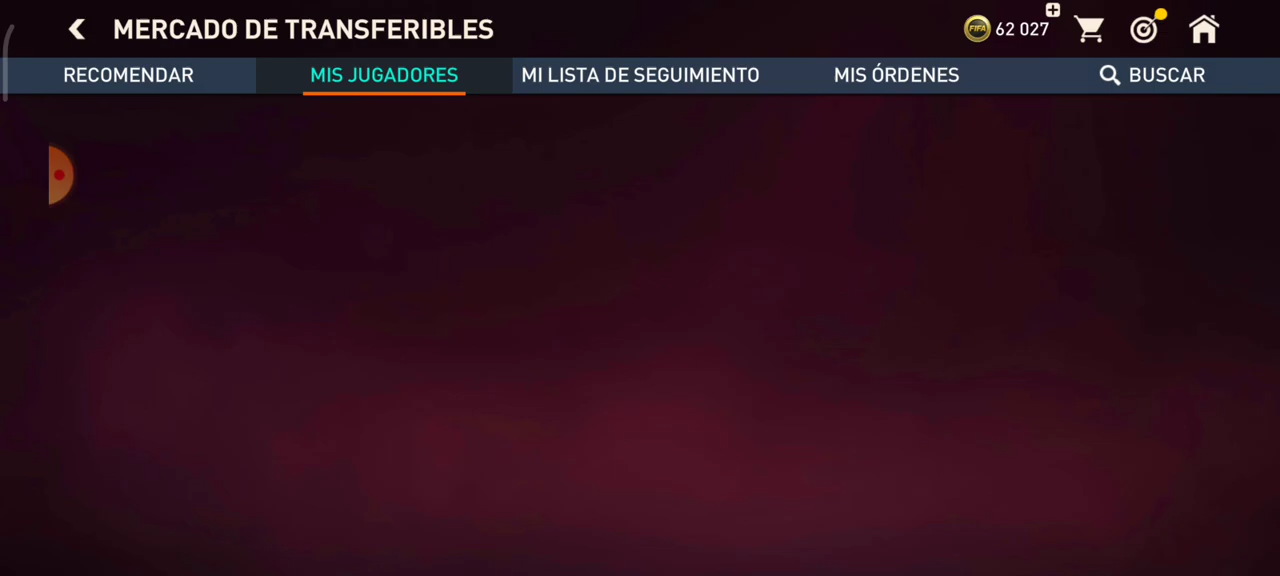 MERCADO DE TRANSFERIBLES
FIFA 62 027
RECOMENDAR MIS JUGADORES MI LISTA DE SEGUIMIENTO MIS ÓRDENES BUSCAR